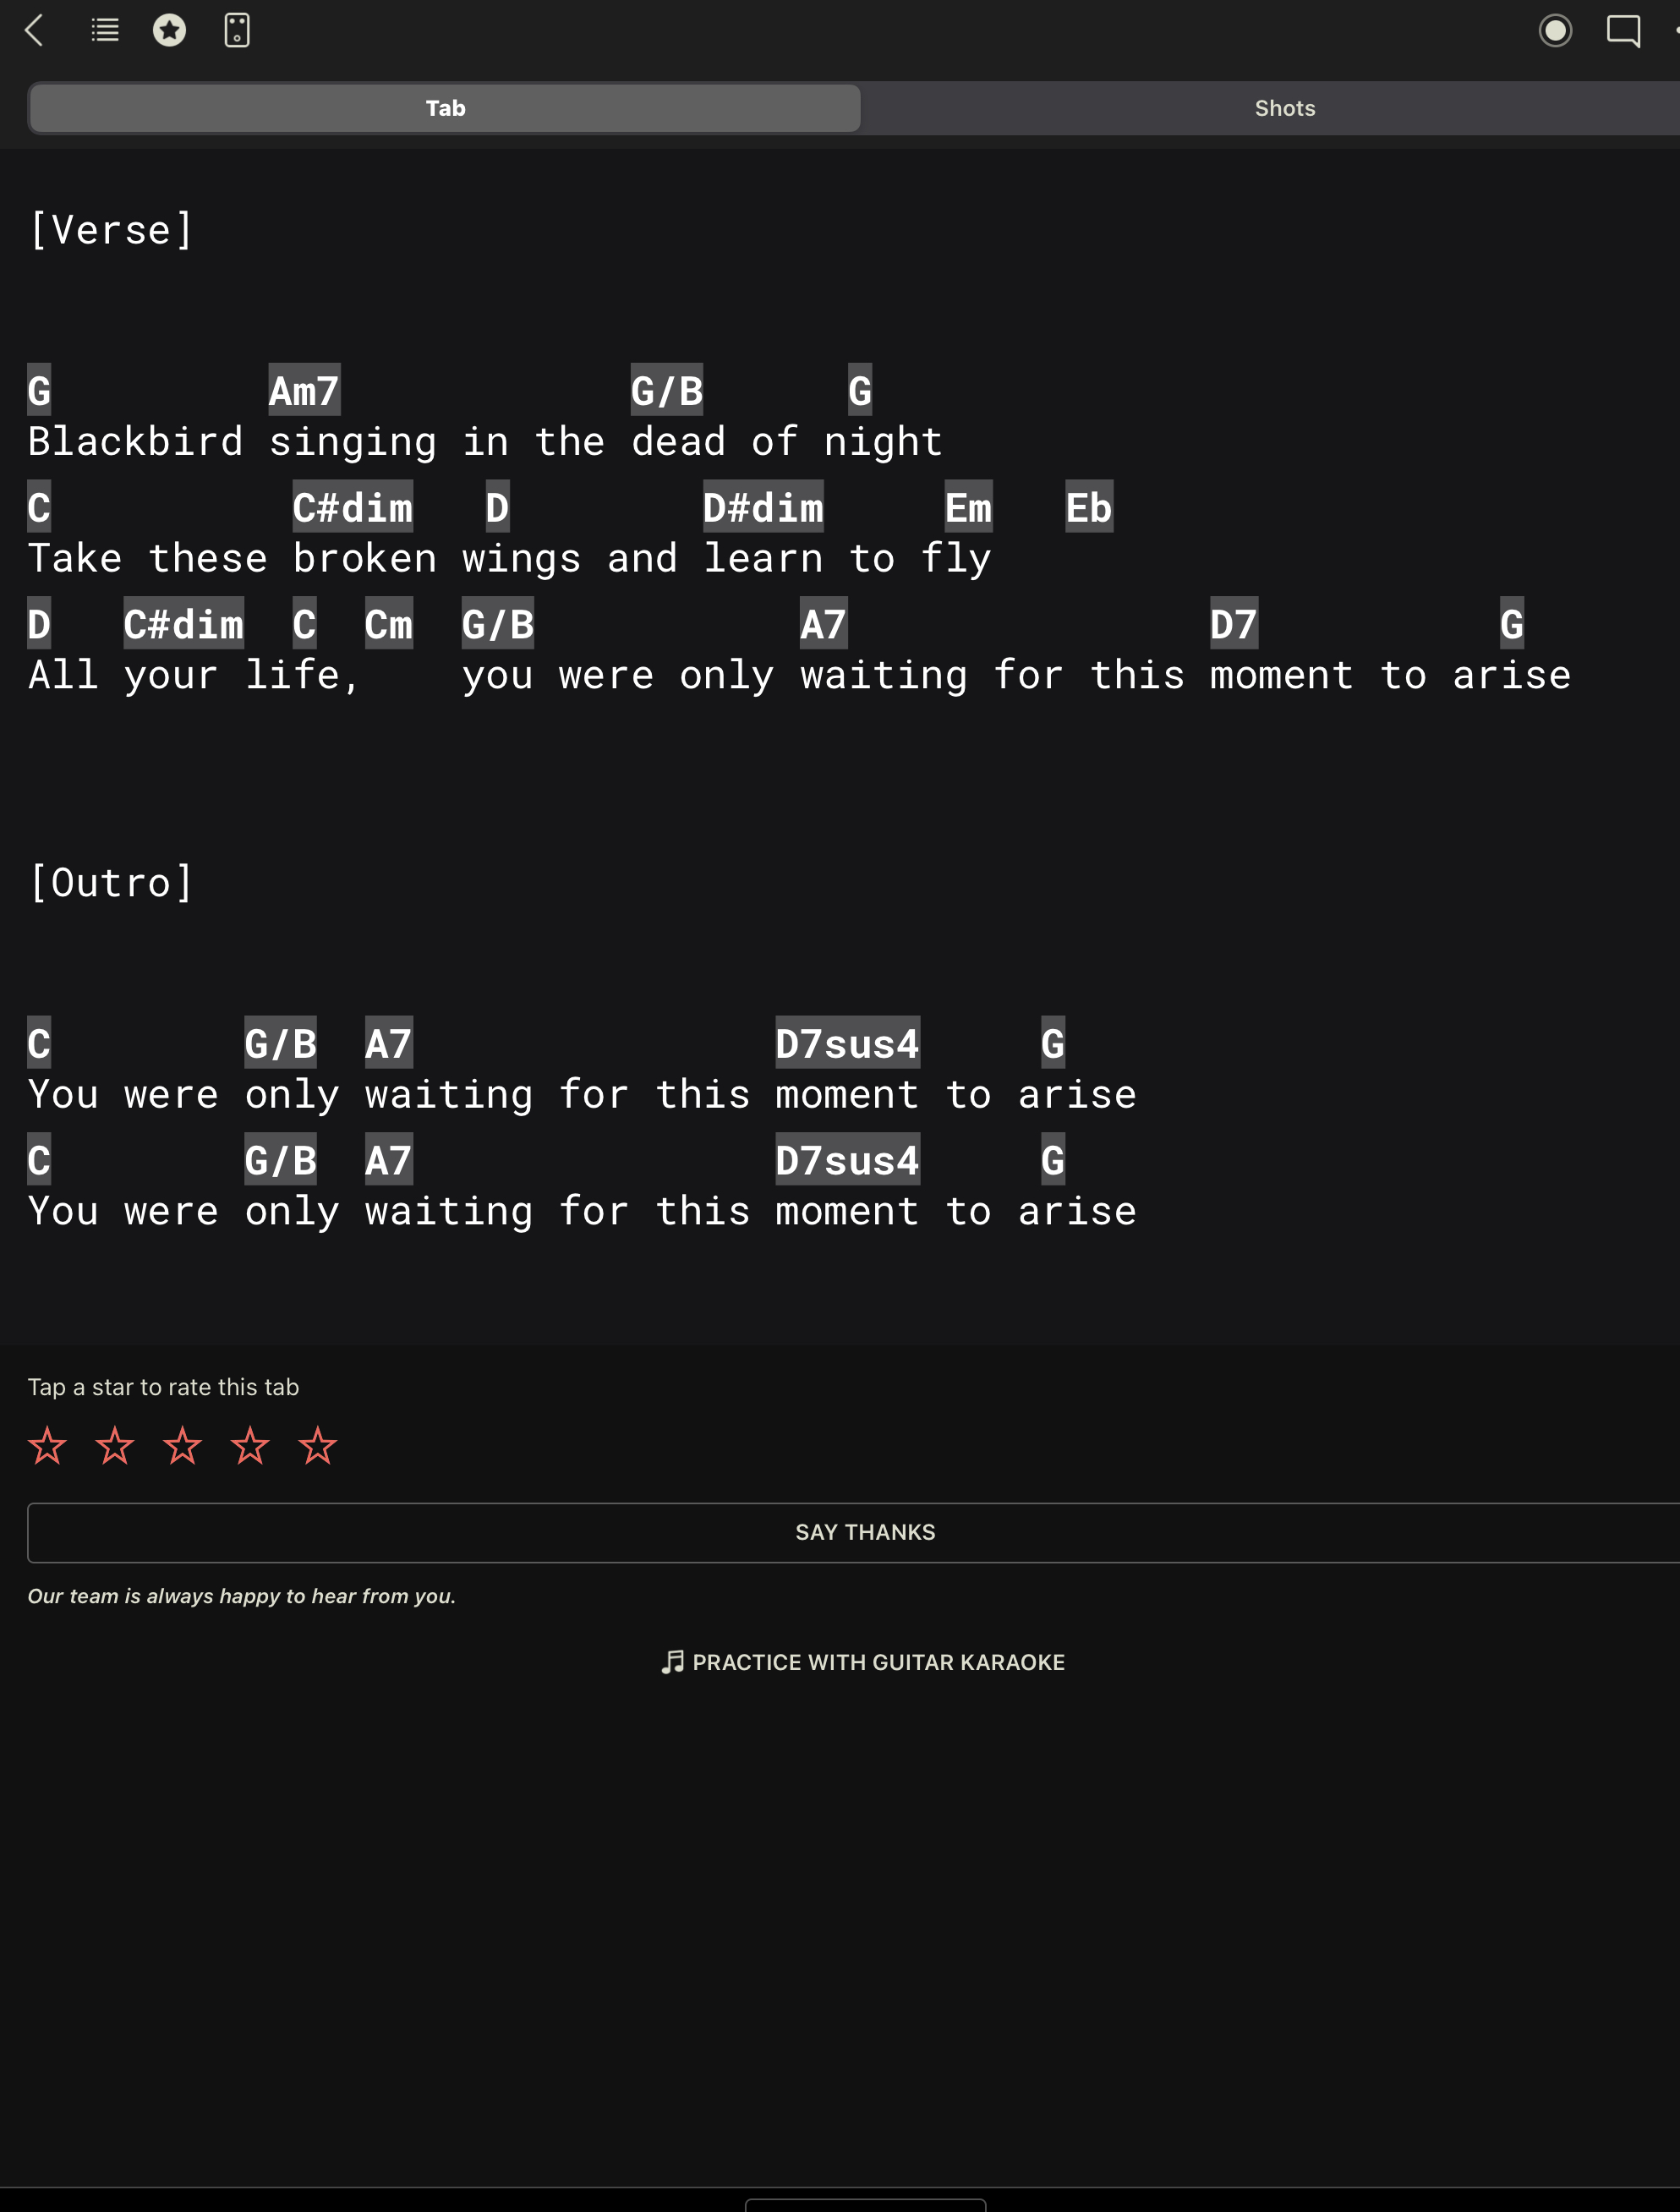 Tab Shots
[Verse]
G Am7 G/B G
Blackbird singing in the dead of night
C C#dim D D#dim Em Eb
Take these broken wings and learn to fly
D C#dim C Cm G/B A7 D7 G
All your life, you were only waiting for this moment to arise
[Outro]
C G/B A7 D7sus4 G
You were only waiting for this moment to arise
C G/B A7 D7sus4 G
You were only waiting for this moment to arise
Tap a star to rate this tab
SAY THANKS
Our team is always happy to hear from you.
PRACTICE WITH GUITAR KARAOKE